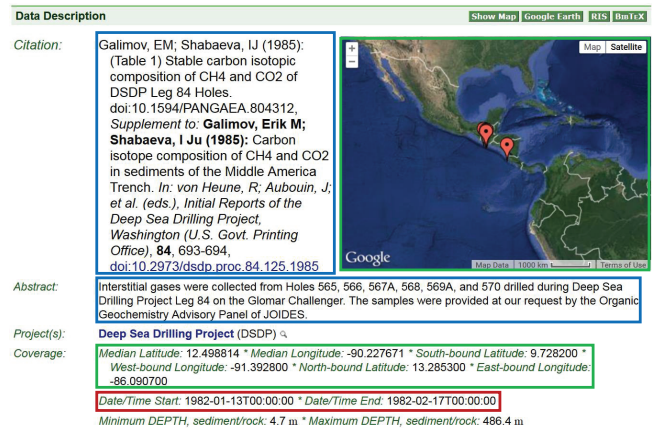 Data Description
Show Map Google Earth RIS BibTeX
Citation: Galimov, EM; Shabaeva, IJ (1985):
(Table 1) Stable carbon isotopic
composition of CH4 and CO2 of
DSDP Leg 84 Holes.
doi:10.1594/PANGAEA.804312,
Supplement to: Galimov, Erik M;
Shabaeva, I Ju (1985): Carbon
isotope composition of CH4 and CO2
in sediments of the Middle America
Trench. In: von Heune, R; Aubouin, J;
et al. (eds.), Initial Reports of the
Deep Sea Drilling Project,
Washington (U.S. Govt. Printing
Office), 84, 693-694,
doi:10.2973/dsdp.proc.84.125.1985
+
−
Map Satellite
Google
Map Data 1000 km Terms of Use
Abstract: Interstitial gases were collected from Holes 565, 566, 567A, 568, 569A, and 570 drilled during Deep Sea
Drilling Project Leg 84 on the Glomar Challenger. The samples were provided at our request by the Organic
Geochemistry Advisory Panel of JOIDES.
Project(s): Deep Sea Drilling Project (DSDP)
Coverage: Median Latitude: 12.498814 * Median Longitude: -90.227671 * South-bound Latitude: 9.728200 *
West-bound Longitude: -91.392800 * North-bound Latitude: 13.285300 * East-bound Longitude:
-86.090700
Date/Time Start: 1982-01-13T00:00:00 * Date/Time End: 1982-02-17T00:00:00
Minimum DEPTH, sediment/rock: 4.7 m * Maximum DEPTH, sediment/rock: 486.4 m